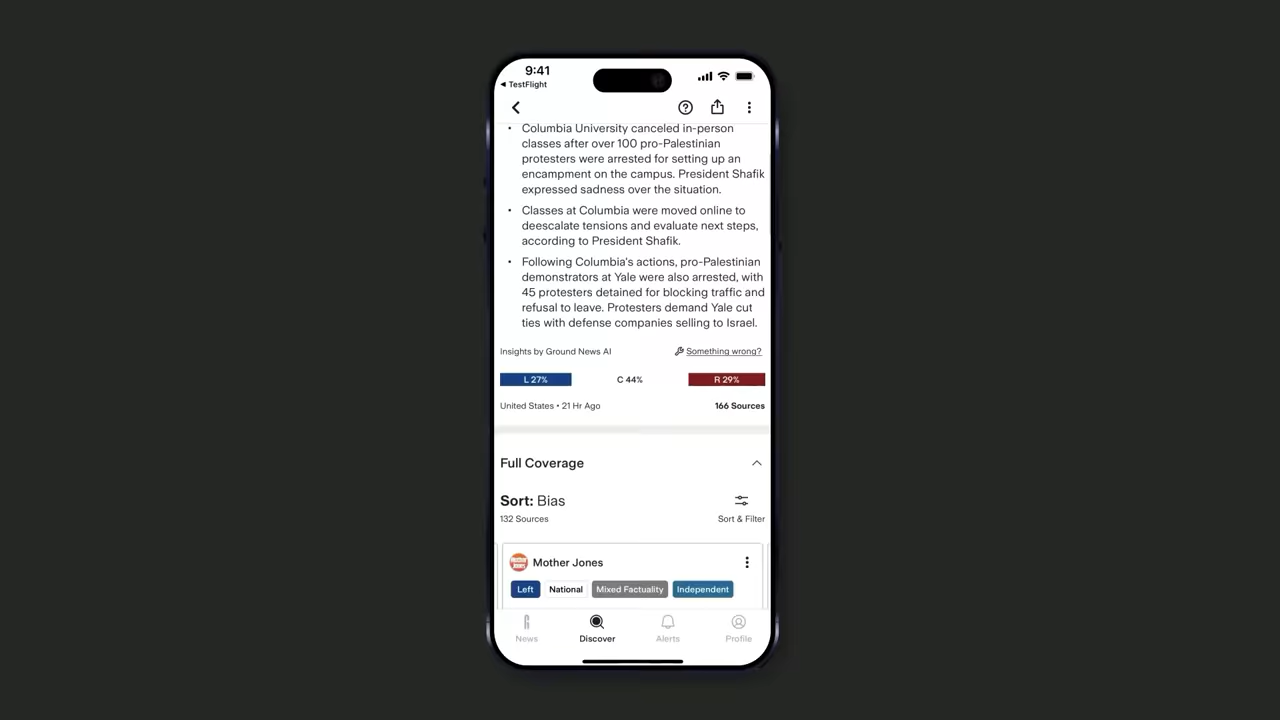 9:41
◀ TestFlight
• Columbia University canceled in-person
classes after over 100 pro-Palestinian
protesters were arrested for setting up an
encampment on the campus. President Shafik
expressed sadness over the situation.
• Classes at Columbia were moved online to
deescalate tensions and evaluate next steps,
according to President Shafik.
• Following Columbia's actions, pro-Palestinian
demonstrators at Yale were also arrested, with
45 protesters detained for blocking traffic and
refusal to leave. Protesters demand Yale cut
ties with defense companies selling to Israel.
Insights by Ground News AI Something wrong?
L 27% C 44% R 29%
United States • 21 Hr Ago 166 Sources
Full Coverage
Sort: Bias
132 Sources Sort & Filter
Mother Jones
Left National Mixed Factuality Independent
News Discover Alerts Profile